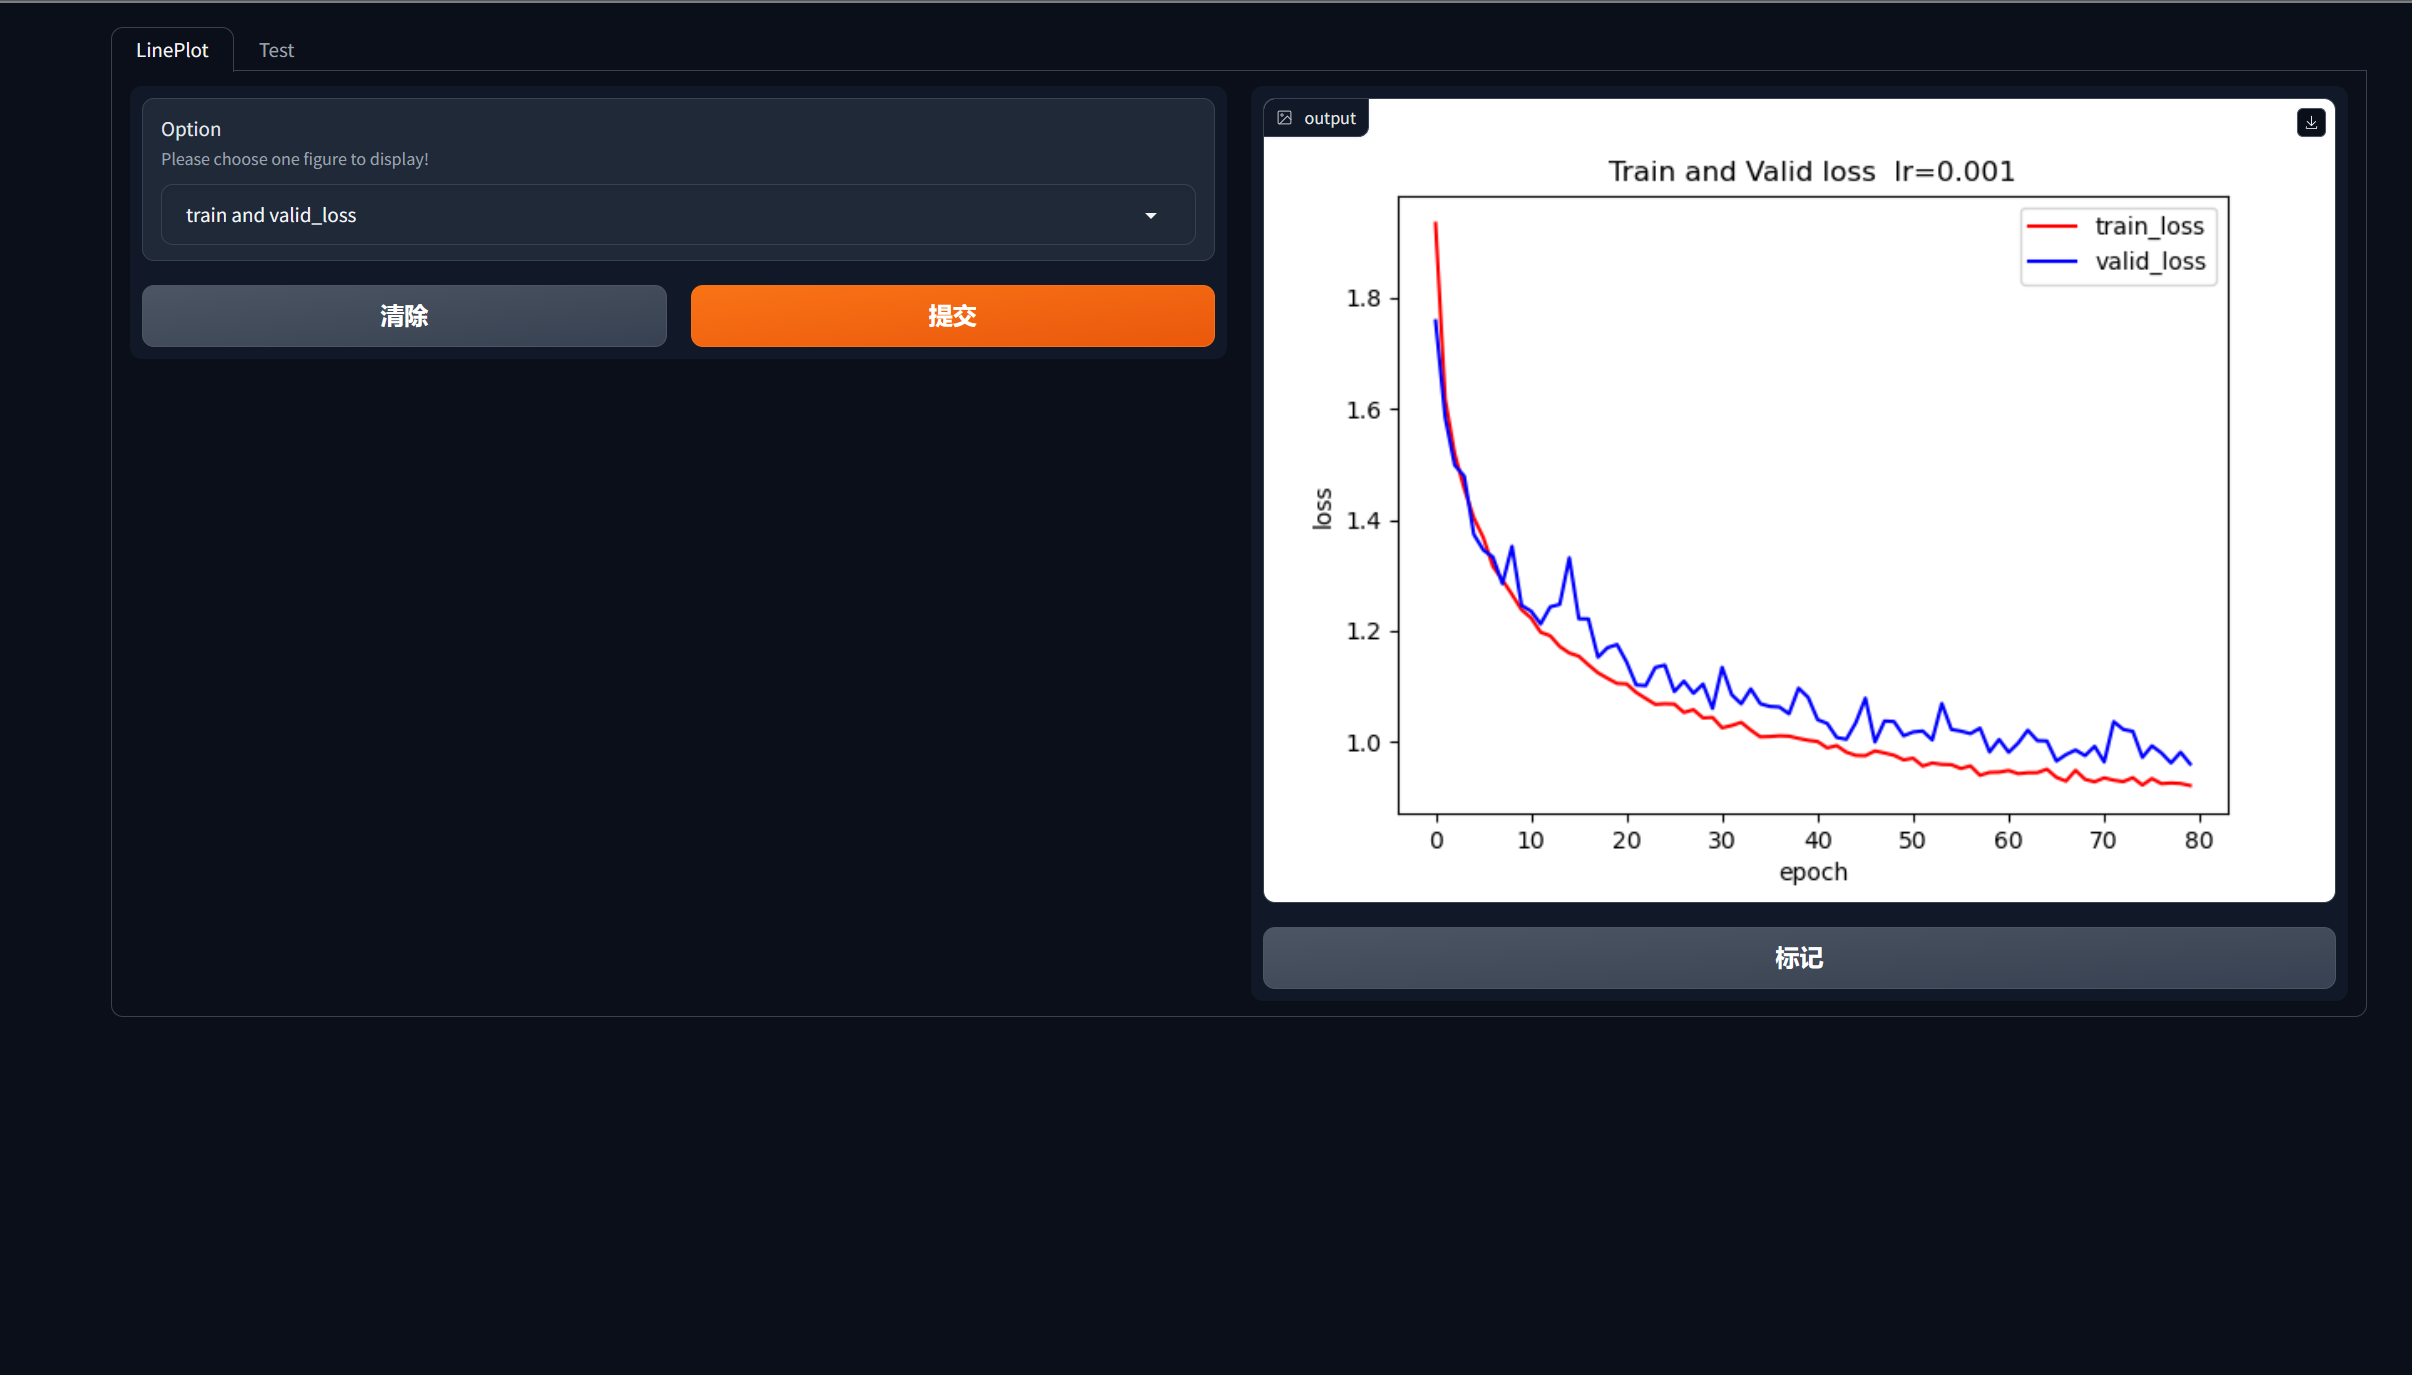 LinePlot
Test
Option
Please choose one figure to display!
train and valid_loss
清除
提交
output
Train and Valid loss  lr=0.001
train_loss
valid_loss
1.8
1.6
1.4
1.2
1.0
loss
0 10 20 30 40 50 60 70 80
epoch
标记